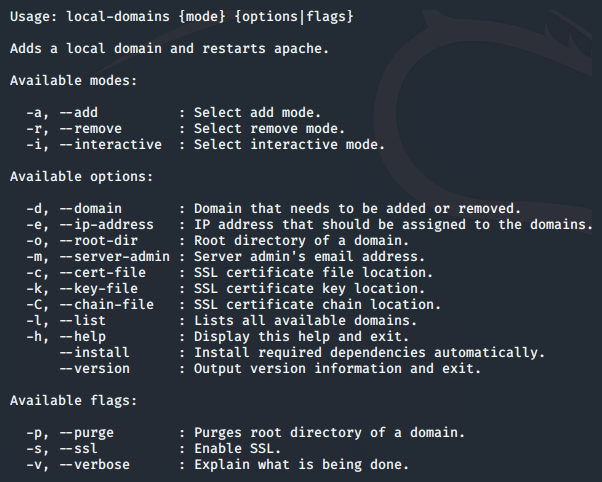 Usage: local-domains {mode} {options|flags}
Adds a local domain and restarts apache.
Available modes:
-a, --add : Select add mode.
-r, --remove : Select remove mode.
-i, --interactive : Select interactive mode.
Available options:
-d, --domain : Domain that needs to be added or removed.
-e, --ip-address : IP address that should be assigned to the domains.
-o, --root-dir : Root directory of a domain.
-m, --server-admin : Server admin's email address.
-c, --cert-file : SSL certificate file location.
-k, --key-file : SSL certificate key location.
-C, --chain-file : SSL certificate chain location.
-l, --list : Lists all available domains.
-h, --help : Display this help and exit.
--install : Install required dependencies automatically.
--version : Output version information and exit.
Available flags:
-p, --purge : Purges root directory of a domain.
-s, --ssl : Enable SSL.
-v, --verbose : Explain what is being done.